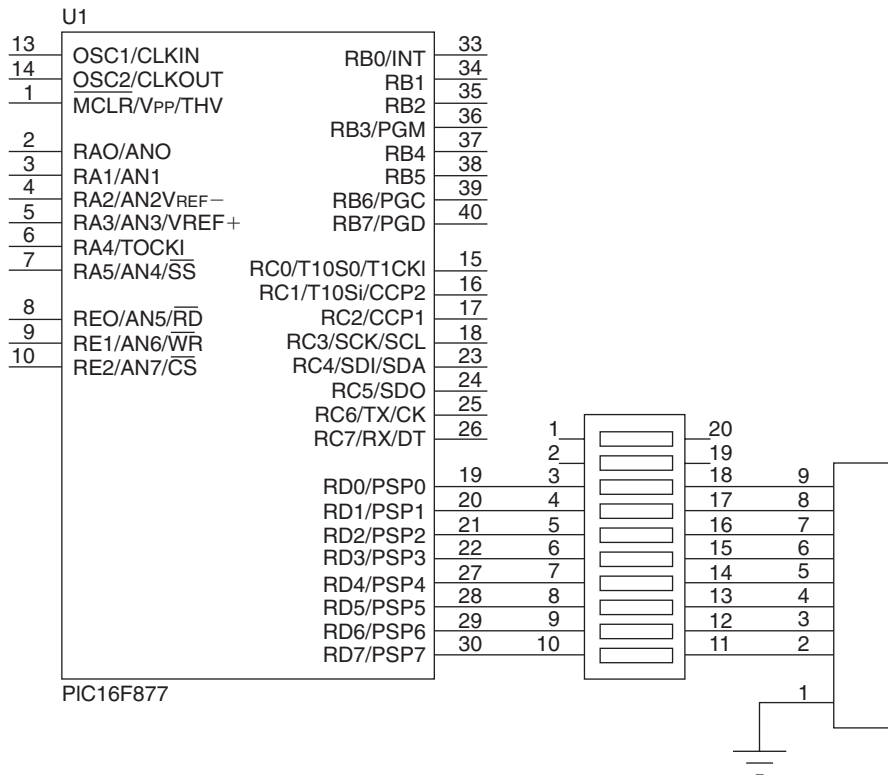 U1
13 OSC1/CLKIN
14 OSC2/CLKOUT
1 MCLR/VPP/THV
2 RAO/ANO
3 RA1/AN1
4 RA2/AN2VREF−
5 RA3/AN3/VREF+
6 RA4/TOCKI
7 RA5/AN4/SS
8 REO/AN5/RD
9 RE1/AN6/WR
10 RE2/AN7/CS
RB0/INT 33
RB1 34
RB2 35
RB3/PGM 36
RB4 37
RB5 38
RB6/PGC 39
RB7/PGD 40
RC0/T10S0/T1CKI 15
RC1/T10Si/CCP2 16
RC2/CCP1 17
RC3/SCK/SCL 18
RC4/SDI/SDA 23
RC5/SDO 24
RC6/TX/CK 25
RC7/RX/DT 26
1 20
2 19
RD0/PSP0 19 3 18 9
RD1/PSP1 20 4 17 8
RD2/PSP2 21 5 16 7
RD3/PSP3 22 6 15 6
RD4/PSP4 27 7 14 5
RD5/PSP5 28 8 13 4
RD6/PSP6 29 9 12 3
RD7/PSP7 30 10 11 2
1
PIC16F877